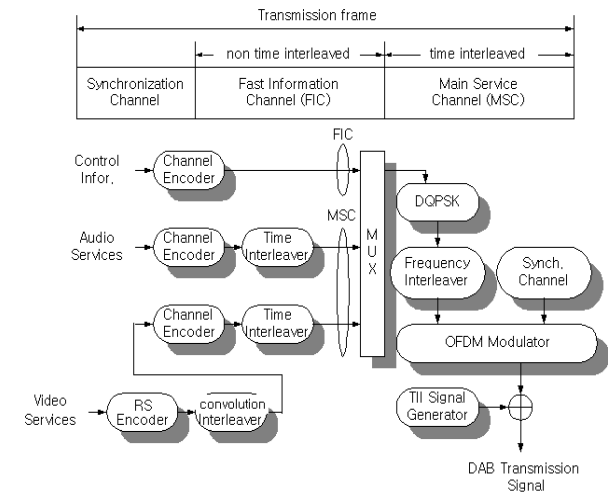 Transmission frame
non time interleaved
time interleaved
Synchronization
Channel
Fast Information
Channel (FIC)
Main Service
Channel (MSC)
FIC
Control
Infor.
Channel
Encoder
DQPSK
MSC
Audio
Services
Channel
Encoder
Time
Interleaver
M
U
X
Frequency
Interleaver
Synch.
Channel
Channel
Encoder
Time
Interleaver
OFDM Modulator
Video
Services
RS
Encoder
convolution
Interleaver
TII Signal
Generator
DAB Transmission
Signal